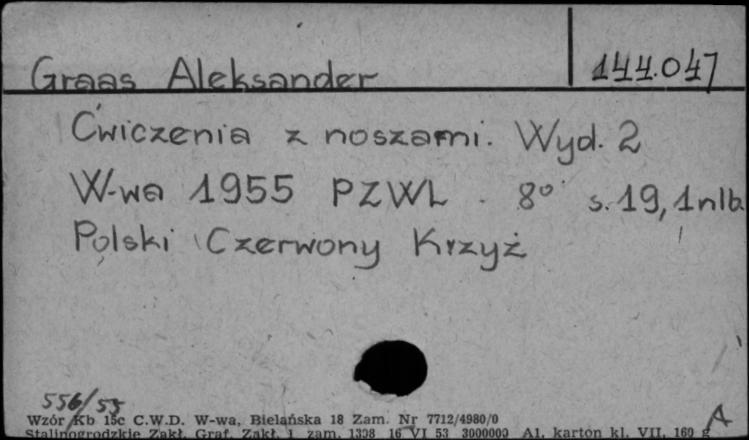 Graas Aleksander 144.047
Ćwiczenia z noszami. Wyd. 2
W-wa 1955 PZWL. 8° s. 19, 1 nlb.
Polski Czerwony Krzyż
556/55
Wzór Kb 15c C.W.D. W-wa, Bielańska 18 Zam. Nr 7712/4980/0
Stalinogrodzkie Zakł. Graf. Zakł. 1 zam. 1398 16 VI 53 3000000 A1. karton kl. VII. 160 g
A